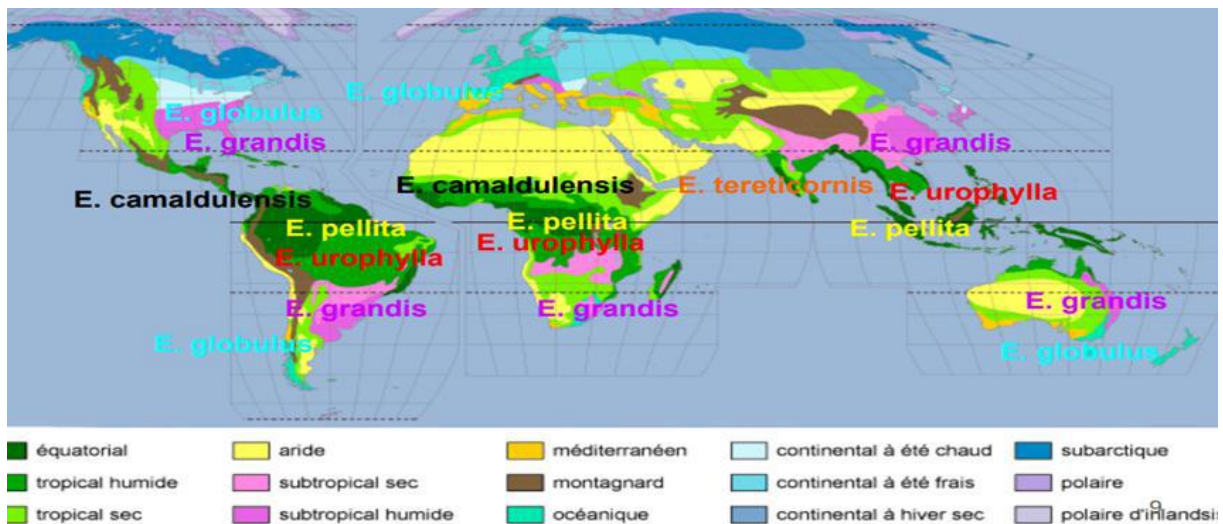 E. globulus
E. globulus
E. grandis
E. grandis
E. camaldulensis
E. camaldulensis
E. tereticornis
E. urophylla
E. pellita
E. pellita
E. pellita
E. urophylla
E. urophylla
E. grandis
E. grandis
E. grandis
E. globulus
E. globulus
équatorial aride méditerranéen continental à été chaud subarctique
tropical humide subtropical sec montagnard continental à été frais polaire
tropical sec subtropical humide océanique continental à hiver sec polaire d'inlandsis
9